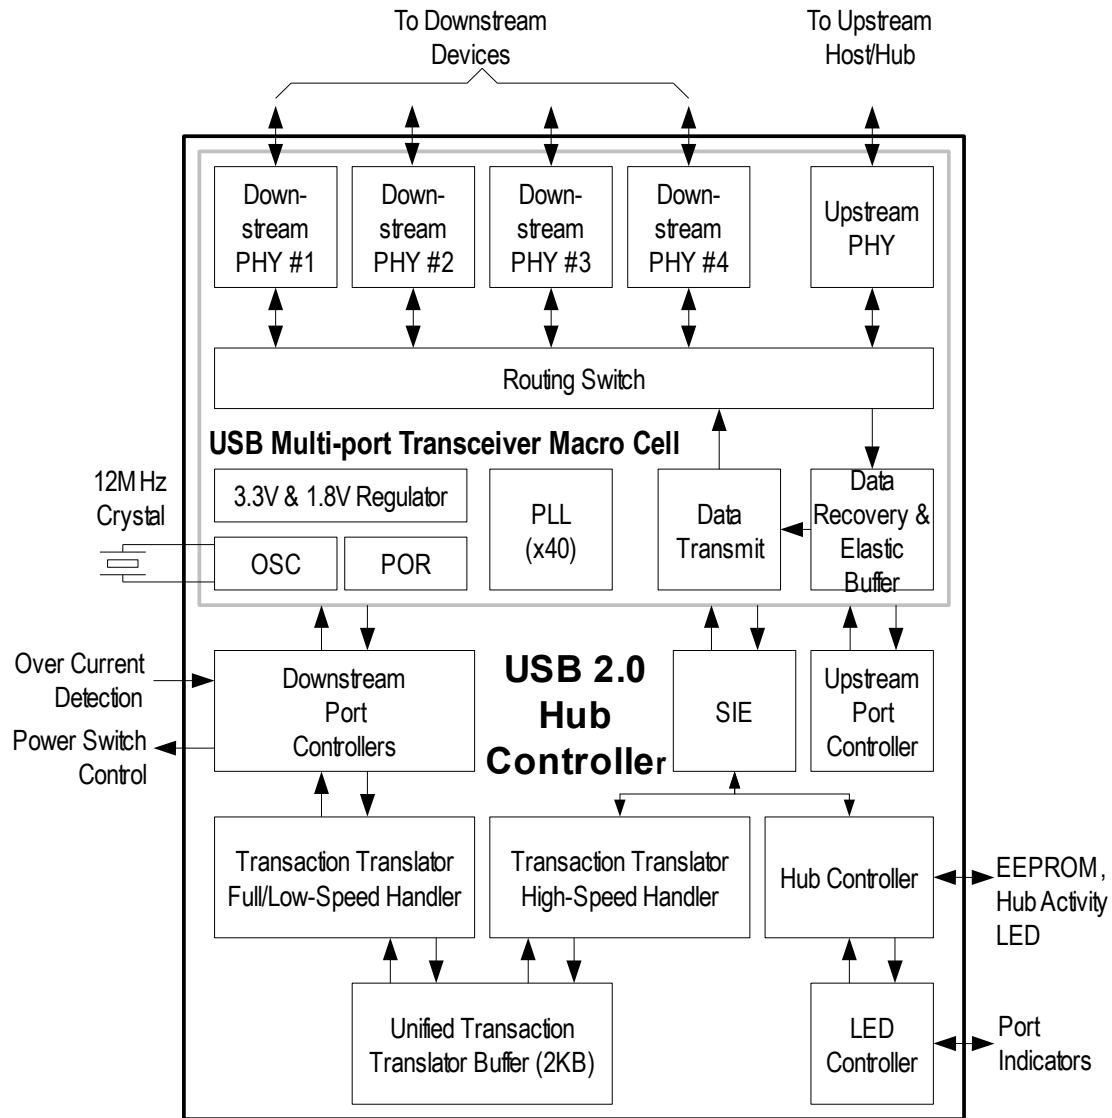 To Downstream
Devices
To Upstream
Host/Hub
Down-
stream
PHY #1
Down-
stream
PHY #2
Down-
stream
PHY #3
Down-
stream
PHY #4
Upstream
PHY
Routing Switch
USB Multi-port Transceiver Macro Cell
12MHz
Crystal
3.3V & 1.8V Regulator
OSC
POR
PLL
(x40)
Data
Transmit
Data
Recovery &
Elastic
Buffer
Over Current
Detection
Power Switch
Control
Downstream
Port
Controllers
USB 2.0
Hub
Controller
SIE
Upstream
Port
Controller
Transaction Translator
Full/Low-Speed Handler
Transaction Translator
High-Speed Handler
Hub Controller
EEPROM,
Hub Activity
LED
Unified Transaction
Translator Buffer (2KB)
LED
Controller
Port
Indicators